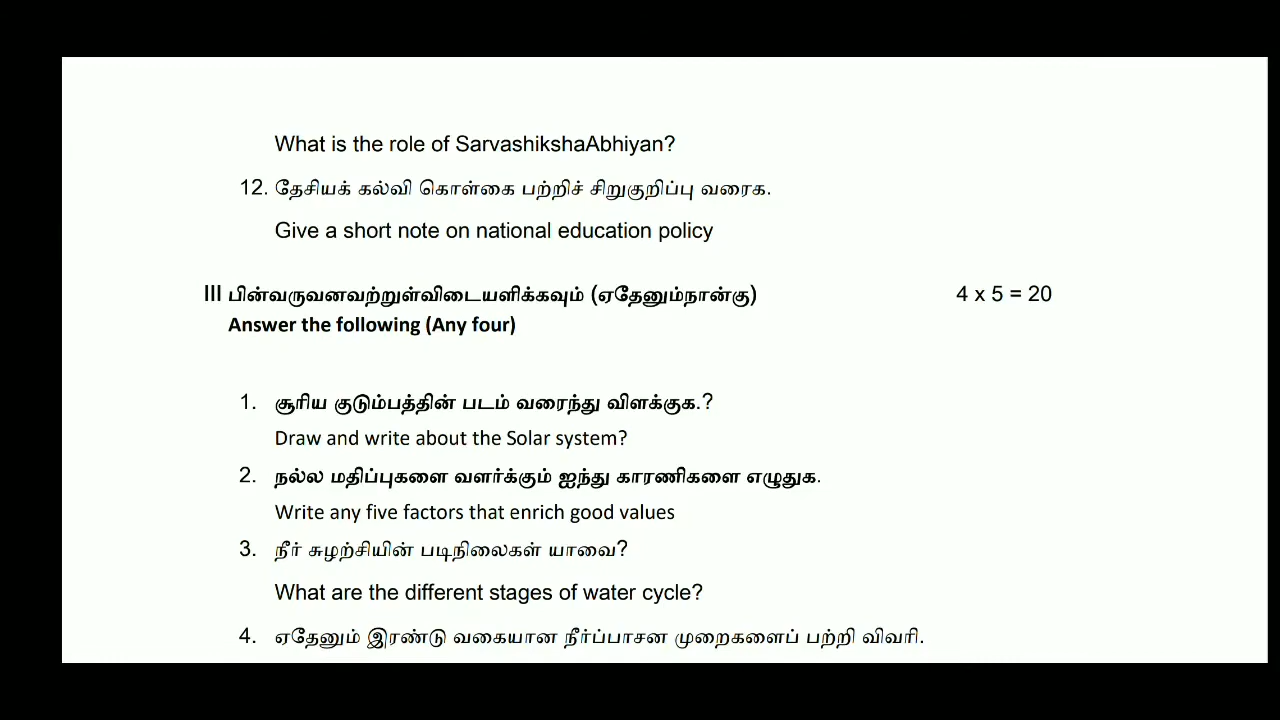 What is the role of SarvashikshaAbhiyan?
12. தேசியக் கல்வி கொள்கை பற்றிச் சிறுகுறிப்பு வரைக.
Give a short note on national education policy
III பின்வருவனவற்றுள்விடையளிக்கவும் (ஏதேனும்நான்கு) 4 x 5 = 20
Answer the following (Any four)
1. சூரிய குடும்பத்தின் படம் வரைந்து விளக்குக.?
Draw and write about the Solar system?
2. நல்ல மதிப்புகளை வளர்க்கும் ஐந்து காரணிகளை எழுதுக.
Write any five factors that enrich good values
3. நீர் சுழற்சியின் படிநிலைகள் யாவை?
What are the different stages of water cycle?
4. ஏதேனும் இரண்டு வகையான நீர்ப்பாசன முறைகளைப் பற்றி விவரி.